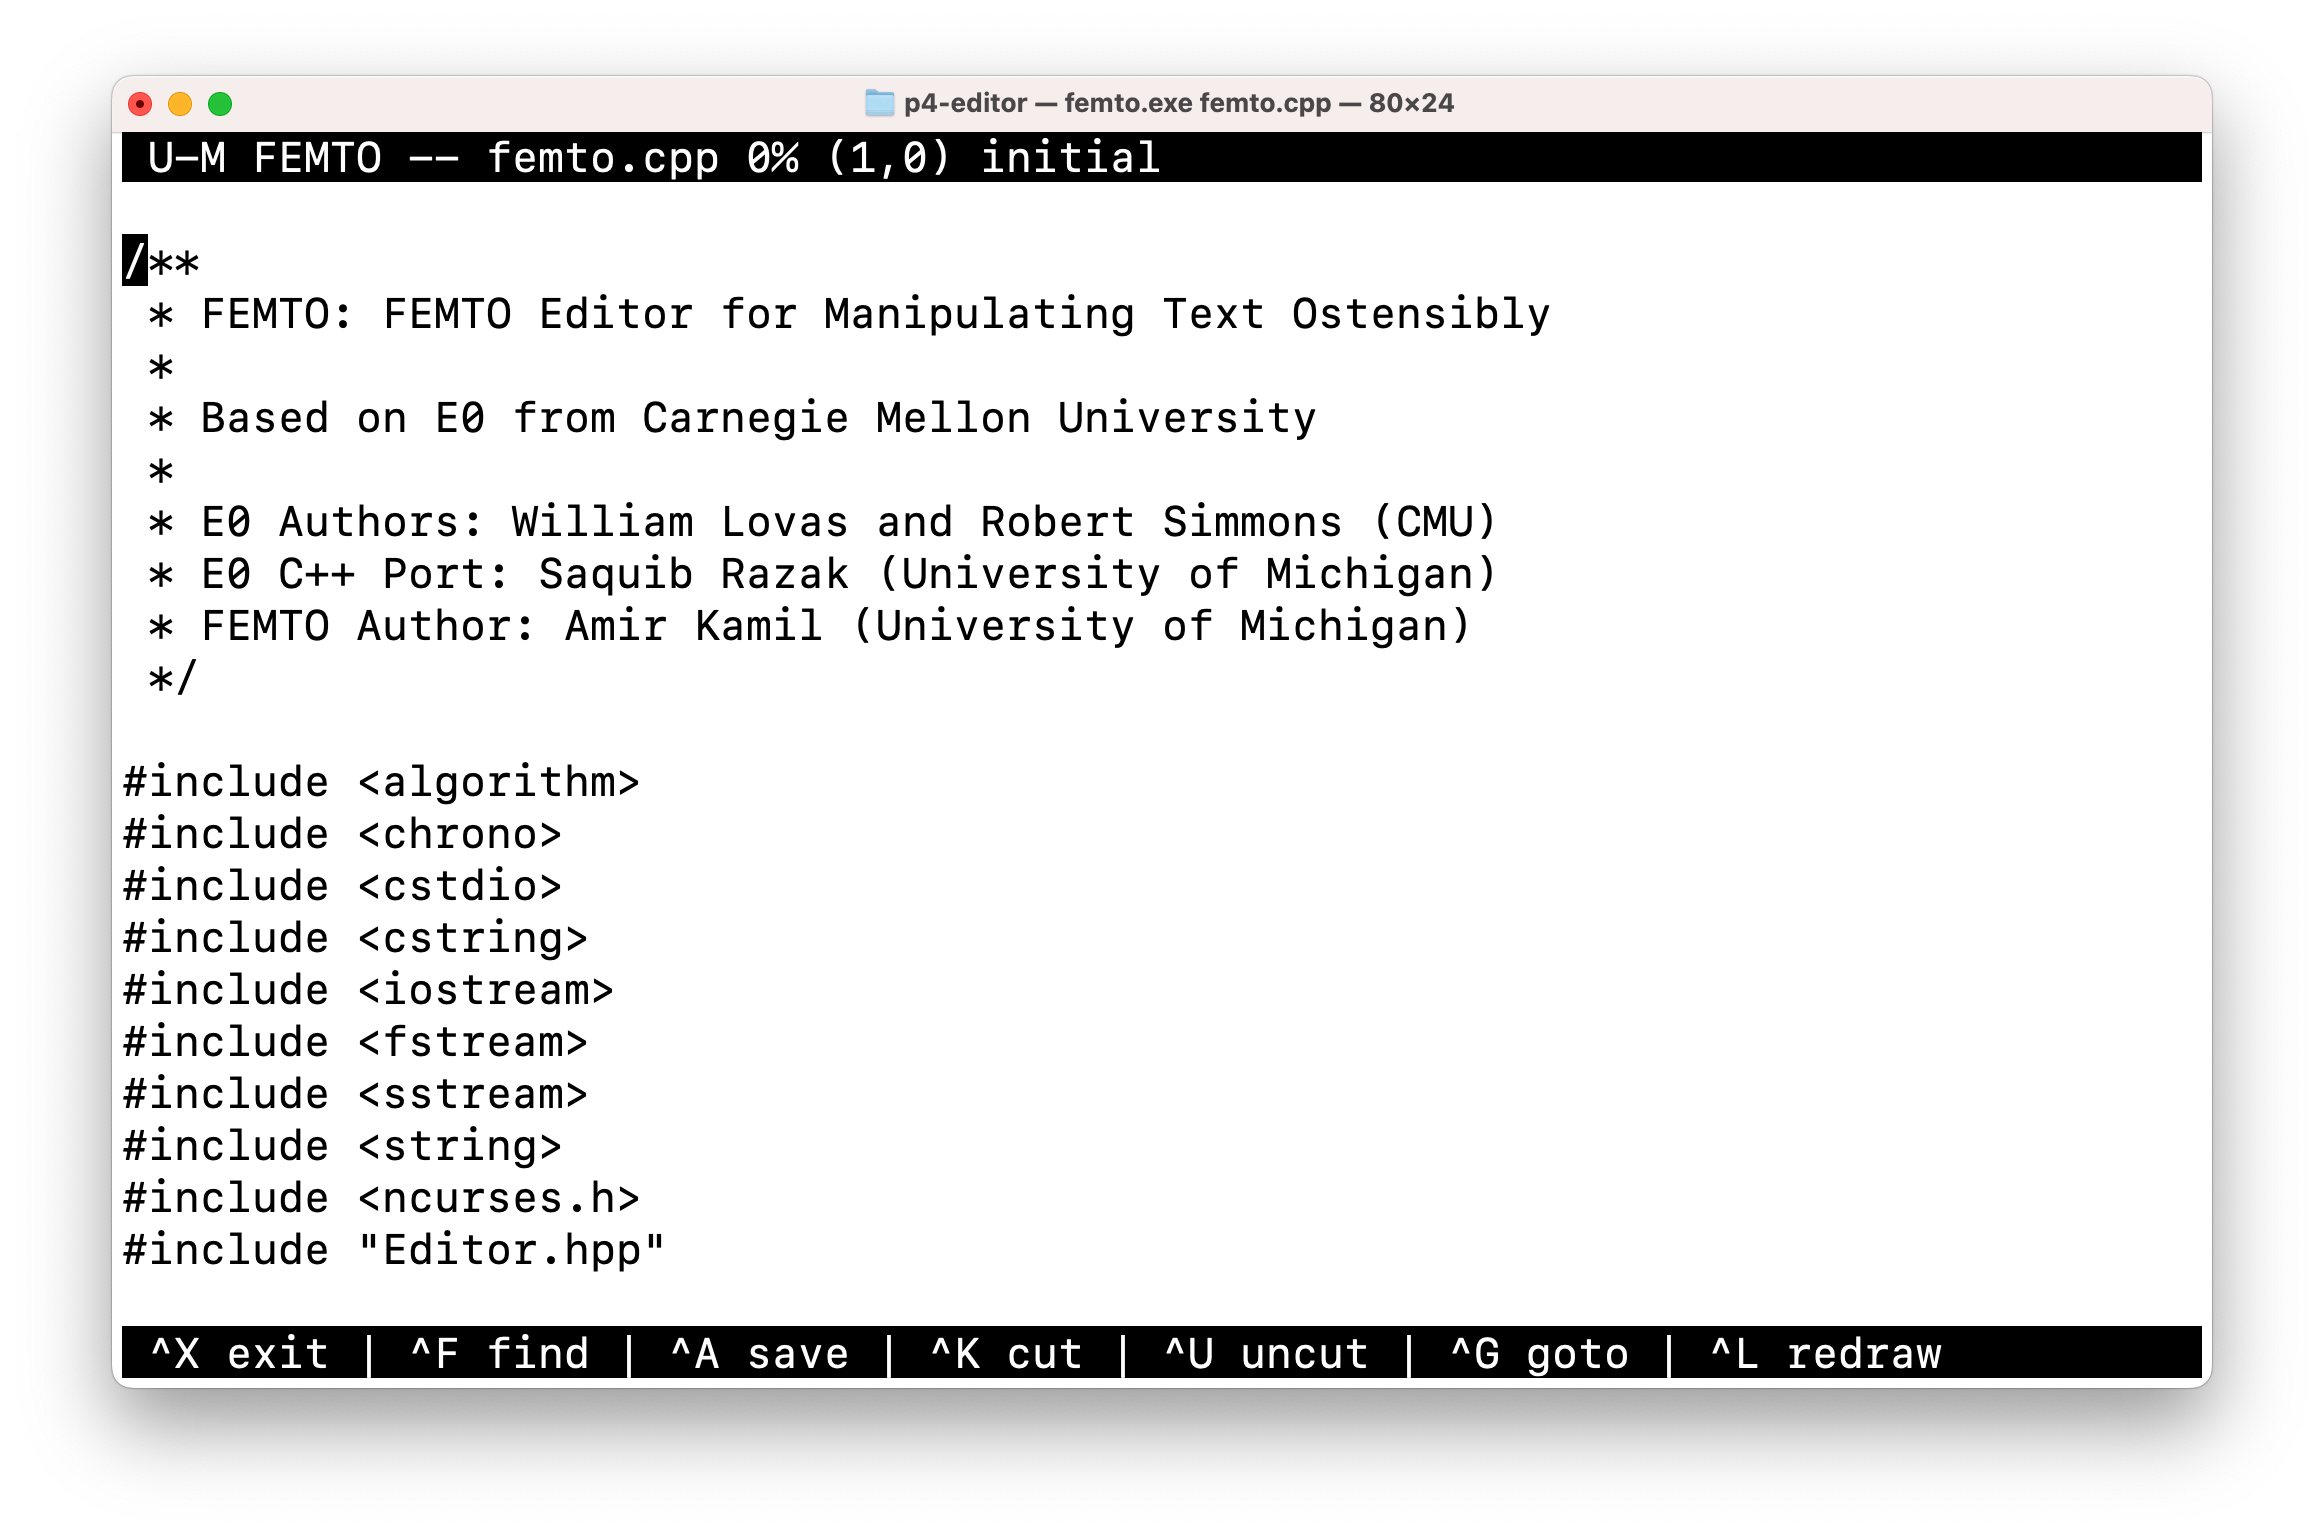 p4-editor — femto.exe femto.cpp — 80×24
U-M FEMTO -- femto.cpp 0% (1,0) initial
/**
 * FEMTO: FEMTO Editor for Manipulating Text Ostensibly
 *
 * Based on E0 from Carnegie Mellon University
 *
 * E0 Authors: William Lovas and Robert Simmons (CMU)
 * E0 C++ Port: Saquib Razak (University of Michigan)
 * FEMTO Author: Amir Kamil (University of Michigan)
 */
#include <algorithm>
#include <chrono>
#include <cstdio>
#include <cstring>
#include <iostream>
#include <fstream>
#include <sstream>
#include <string>
#include <ncurses.h>
#include "Editor.hpp"
^X exit | ^F find | ^A save | ^K cut | ^U uncut | ^G goto | ^L redraw